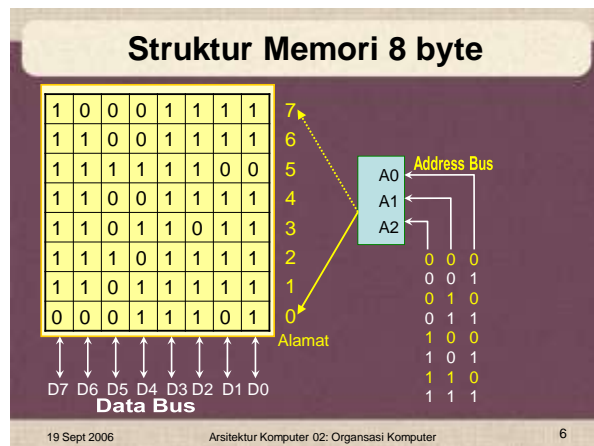 Struktur Memori 8 byte
1 0 0 0 1 1 1 1 7
1 1 0 0 1 1 1 1 6
1 1 1 1 1 1 0 0 5
1 1 0 0 1 1 1 1 4
1 1 0 1 1 0 1 1 3
1 1 1 0 1 1 1 1 2
1 1 0 1 1 1 1 1 1
0 0 0 1 1 1 0 1 0
Alamat
D7 D6 D5 D4 D3 D2 D1 D0
Data Bus
Address Bus
A0
A1
A2
0 0 0
0 0 1
0 1 0
0 1 1
1 0 0
1 0 1
1 1 0
1 1 1
19 Sept 2006 Arsitektur Komputer 02: Organsasi Komputer 6